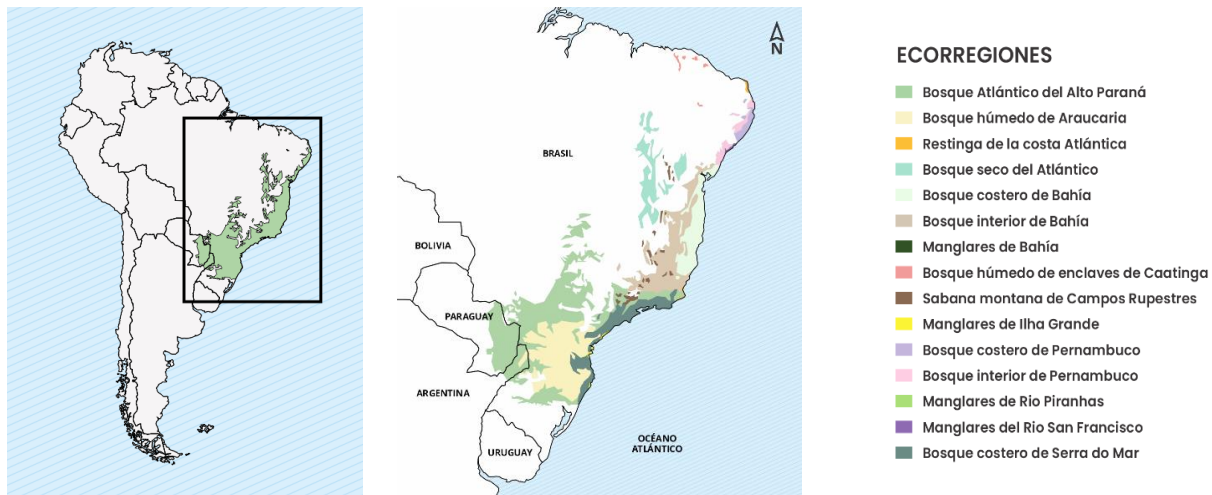 N
BRASIL
BOLIVIA
PARAGUAY
ARGENTINA
URUGUAY
OCÉANO
ATLÁNTICO
ECORREGIONES
Bosque Atlántico del Alto Paraná
Bosque húmedo de Araucaria
Restinga de la costa Atlántica
Bosque seco del Atlántico
Bosque costero de Bahía
Bosque interior de Bahía
Manglares de Bahía
Bosque húmedo de enclaves de Caatinga
Sabana montana de Campos Rupestres
Manglares de Ilha Grande
Bosque costero de Pernambuco
Bosque interior de Pernambuco
Manglares de Rio Piranhas
Manglares del Rio San Francisco
Bosque costero de Serra do Mar